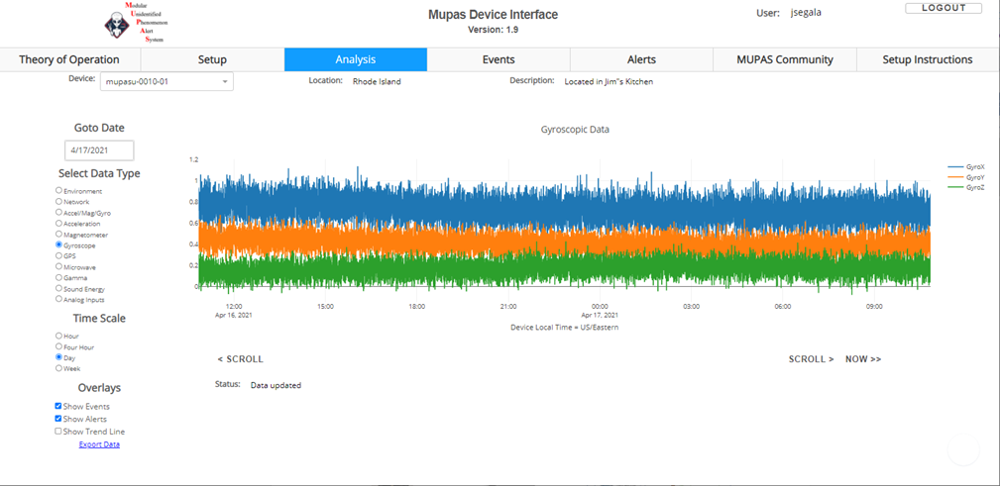 Modular
Unidentified
Phenomenon
Alert
System
Mupas Device Interface
Version: 1.9
User: jsegala
LOGOUT
Theory of Operation Setup Analysis Events Alerts MUPAS Community Setup Instructions
Device: mupasu-0010-01 Location: Rhode Island Description: Located in Jim"s Kitchen
Goto Date
4/17/2021
Select Data Type
Environment
Network
Accel/Mag/Gyro
Acceleration
Magnetometer
Gyroscope
GPS
Microwave
Gamma
Sound Energy
Analog Inputs
Time Scale
Hour
Four Hour
Day
Week
Overlays
Show Events
Show Alerts
Show Trend Line
Export Data
Gyroscopic Data
1.2
1
0.8
0.6
0.4
0.2
0
12:00 15:00 18:00 21:00 00:00 03:00 06:00 09:00
Apr 16, 2021 Apr 17, 2021
Device Local Time = US/Eastern
GyroX
GyroY
GyroZ
< SCROLL SCROLL > NOW >>
Status: Data updated